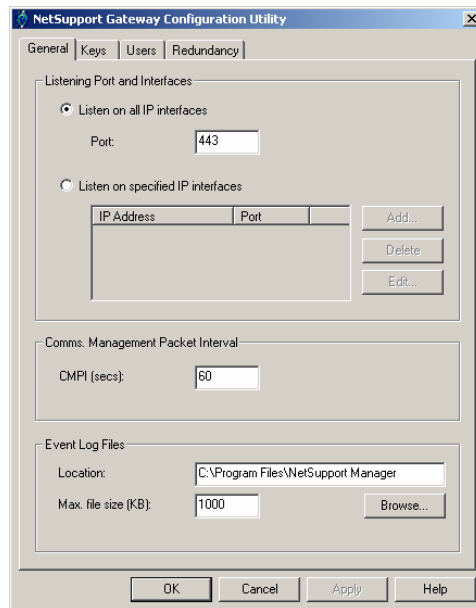 NetSupport Gateway Configuration Utility
General Keys Users Redundancy
Listening Port and Interfaces
Listen on all IP interfaces
Port: 443
Listen on specified IP interfaces
IP Address Port
Add...
Delete
Edit...
Comms. Management Packet Interval
CMPI (secs): 60
Event Log Files
Location: C:\Program Files\NetSupport Manager
Max. file size (KB): 1000 Browse...
OK Cancel Apply Help